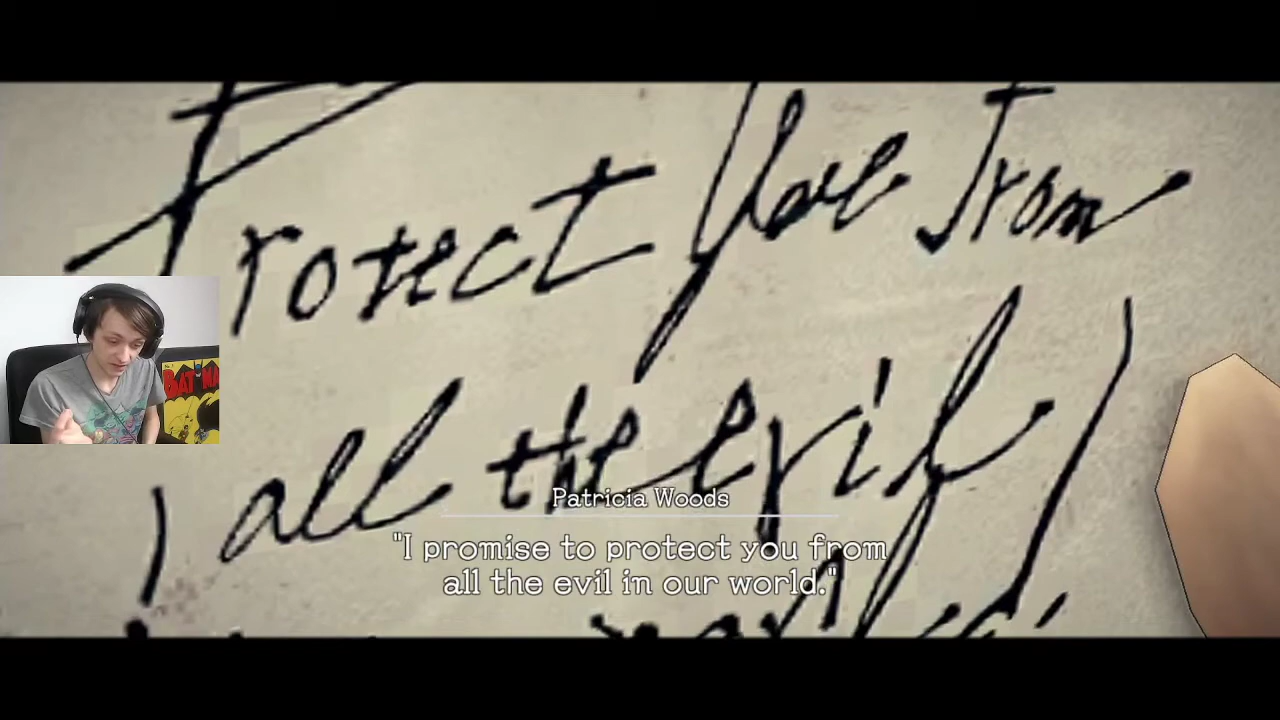 Protect you from
all the evil
Patricia Woods
"I promise to protect you from
all the evil in our world."
BATMAN